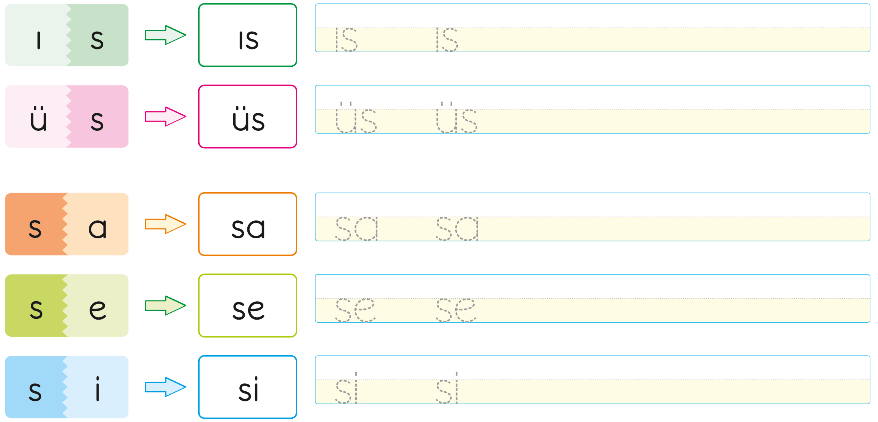 ı s ıs ıs ıs
ü s üs üs üs
s a sa sa sa
s e se se se
s i si si si